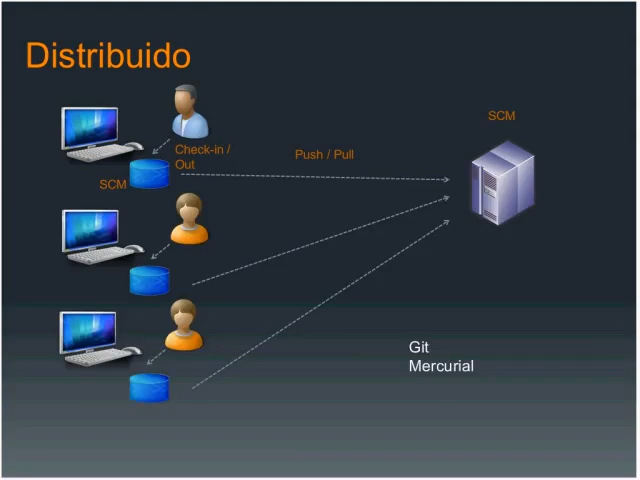 Distribuido
SCM
Check-in /
Out
Push / Pull
SCM
Git
Mercurial